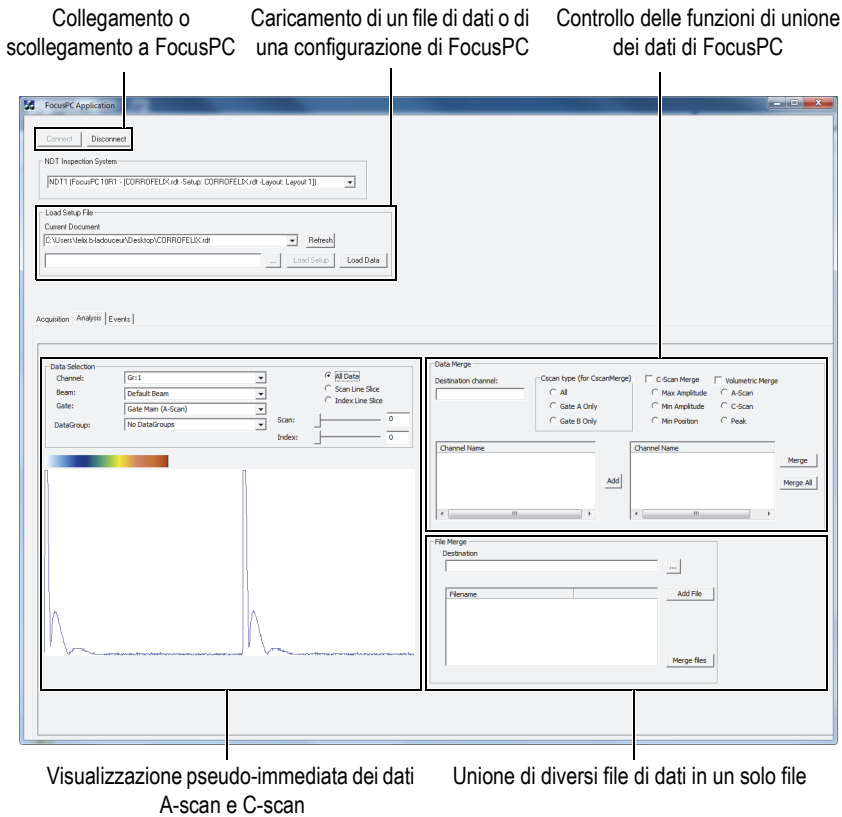 Collegamento o
scollegamento a FocusPC
Caricamento di un file di dati o di
una configurazione di FocusPC
Controllo delle funzioni di unione
dei dati di FocusPC
FocusPC Application
Connect Disconnect
NDT Inspection System
NDT1 (FocusPC10R1 - [CORROFELIX.rdt -Setup: CORROFELIX.rdt -Layout: Layout 1])
Load Setup File
Current Document
C:\Users\felix.b-ladouceur\Desktop\CORROFELIX.rdt Refresh
... Load Setup Load Data
Acquisition Analysis Events
Data Selection
Channel: Gr:1
Beam: Default Beam
Gate: Gate Main (A-Scan)
DataGroup: No DataGroups
All Data
Scan Line Slice
Index Line Slice
Scan: 0
Index: 0
Data Merge
Destination channel:
Cscan type (for CscanMerge)
All
Gate A Only
Gate B Only
C-Scan Merge
Max Amplitude
Min Amplitude
Min Position
Volumetric Merge
A-Scan
C-Scan
Peak
Channel Name
Add
Channel Name
Merge
Merge All
File Merge
Destination
...
Filename
Add File
Merge files
Visualizzazione pseudo-immediata dei dati
A-scan e C-scan
Unione di diversi file di dati in un solo file